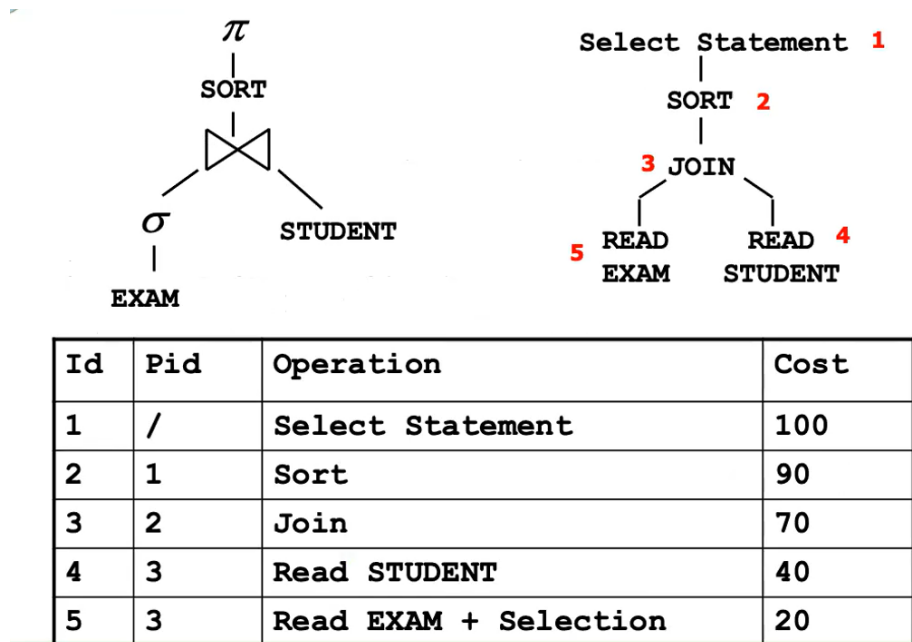 π
SORT
σ
STUDENT
EXAM
Select Statement 1
SORT 2
3 JOIN
5 READ EXAM
READ STUDENT 4
Id Pid Operation Cost
1 / Select Statement 100
2 1 Sort 90
3 2 Join 70
4 3 Read STUDENT 40
5 3 Read EXAM + Selection 20